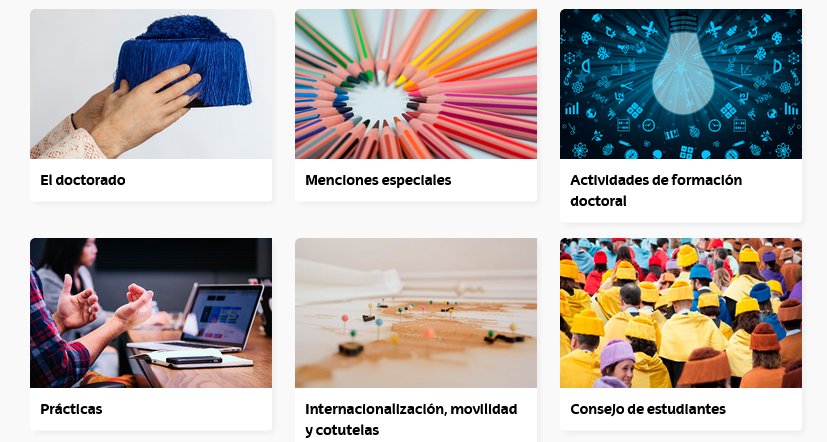 El doctorado
Menciones especiales
Actividades de formación
doctoral
Prácticas
Internacionalización, movilidad
y cotutelas
Consejo de estudiantes